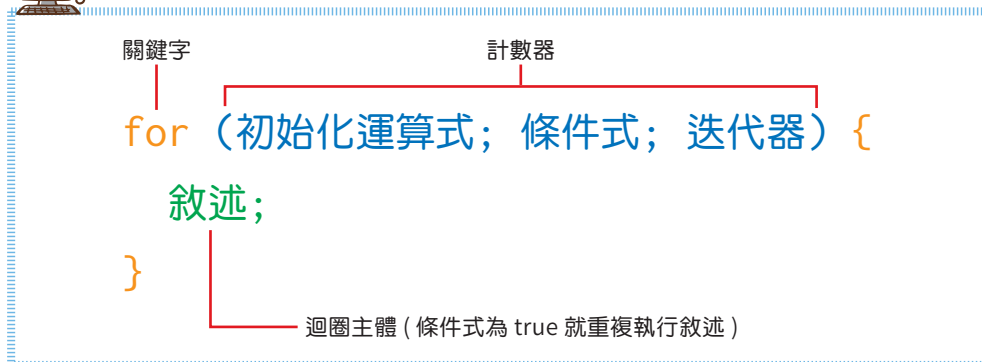 關鍵字 計數器
for (初始化運算式; 條件式; 迭代器) {
敘述;
}
迴圈主體 ( 條件式為 true 就重複執行敘述 )